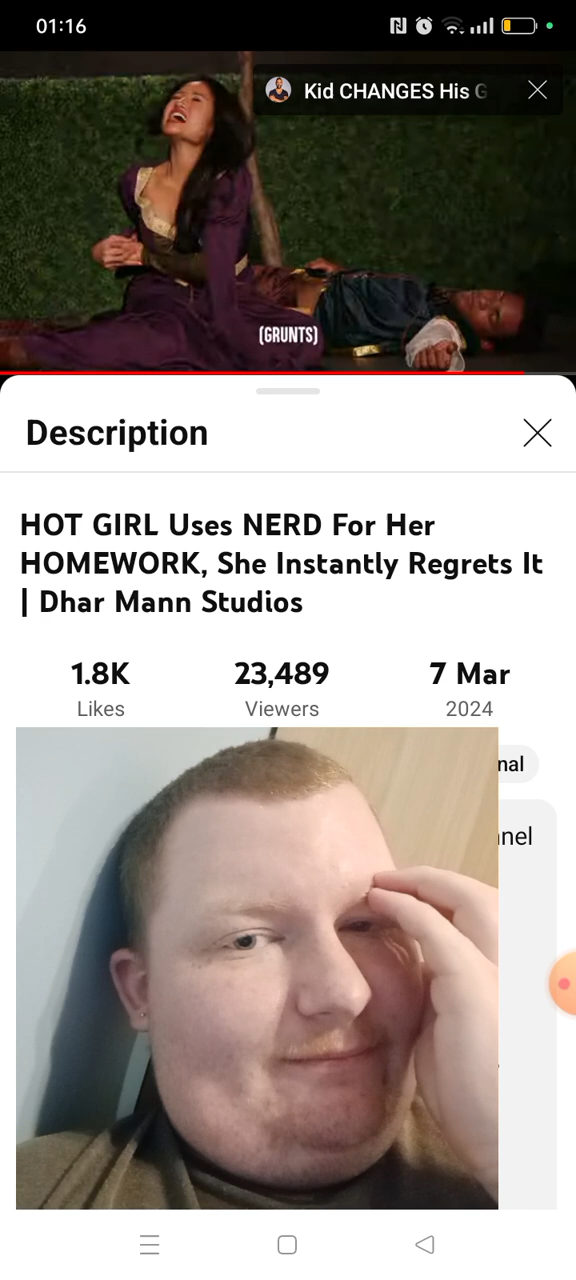 01:16
Kid CHANGES His G
(GRUNTS)
Description
HOT GIRL Uses NERD For Her
HOMEWORK, She Instantly Regrets It
| Dhar Mann Studios
1.8K
23,489
7 Mar
Likes
Viewers
2024
nal
nnel